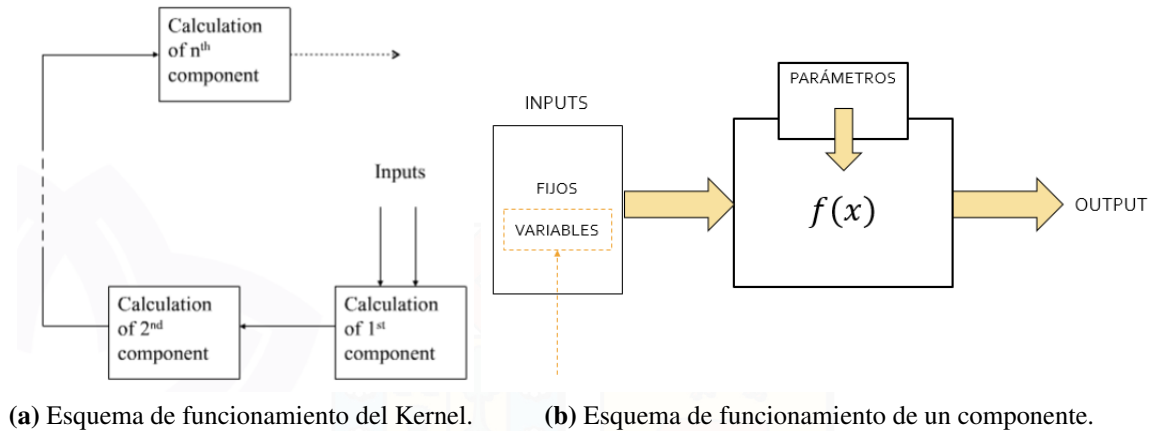 Calculation
of nth
component
Inputs
Calculation
of 2nd
component
Calculation
of 1st
component
INPUTS
FIJOS
VARIABLES
PARÁMETROS
f(x)
OUTPUT
(a) Esquema de funcionamiento del Kernel.
(b) Esquema de funcionamiento de un componente.